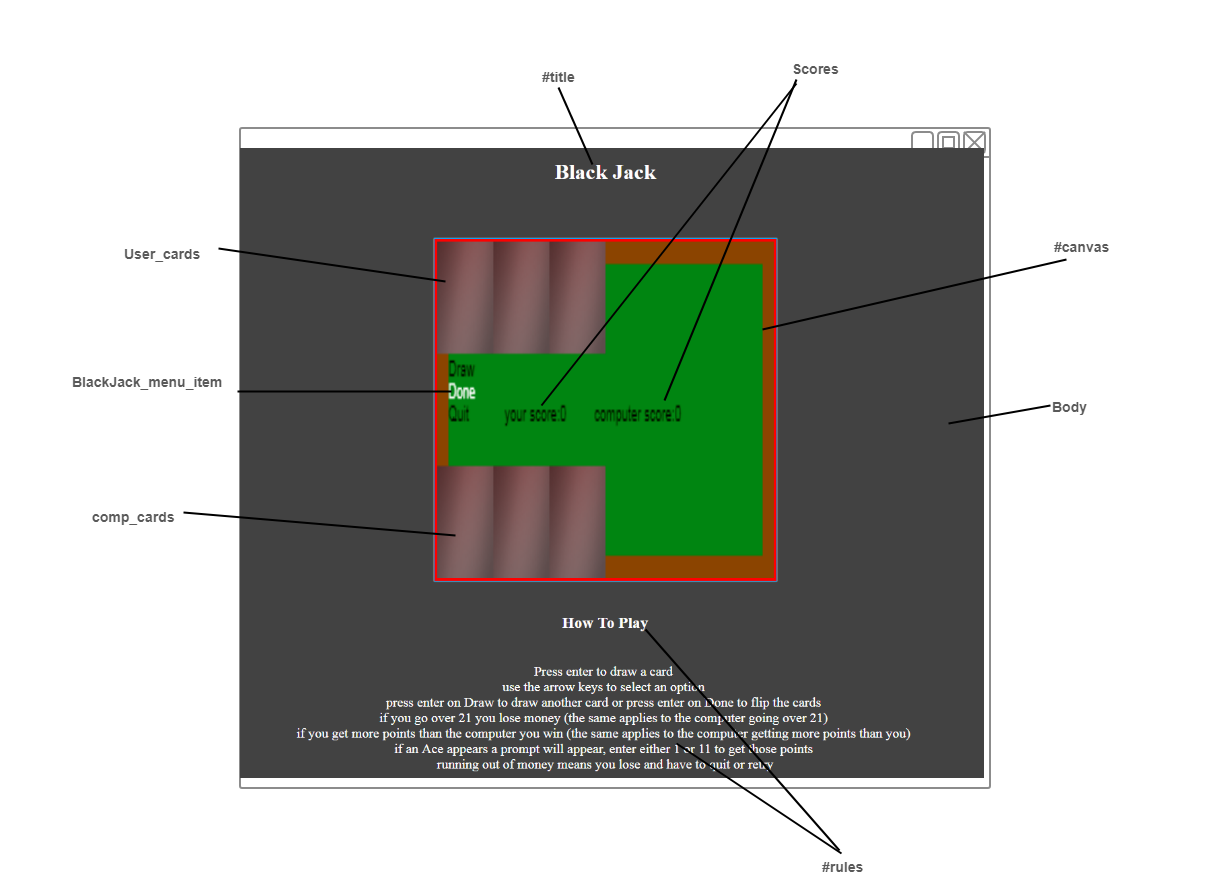 #title
Scores
Black Jack
User_cards
#canvas
Draw
BlackJack_menu_item
Done
Quit
your score:0
computer score:0
Body
comp_cards
How To Play
Press enter to draw a card
use the arrow keys to select an option
press enter on Draw to draw another card or press enter on Done to flip the cards
if you go over 21 you lose money (the same applies to the computer going over 21)
if you get more points than the computer you win (the same applies to the computer getting more points than you)
if an Ace appears a prompt will appear, enter either 1 or 11 to get those points
running out of money means you lose and have to quit or retry
#rules